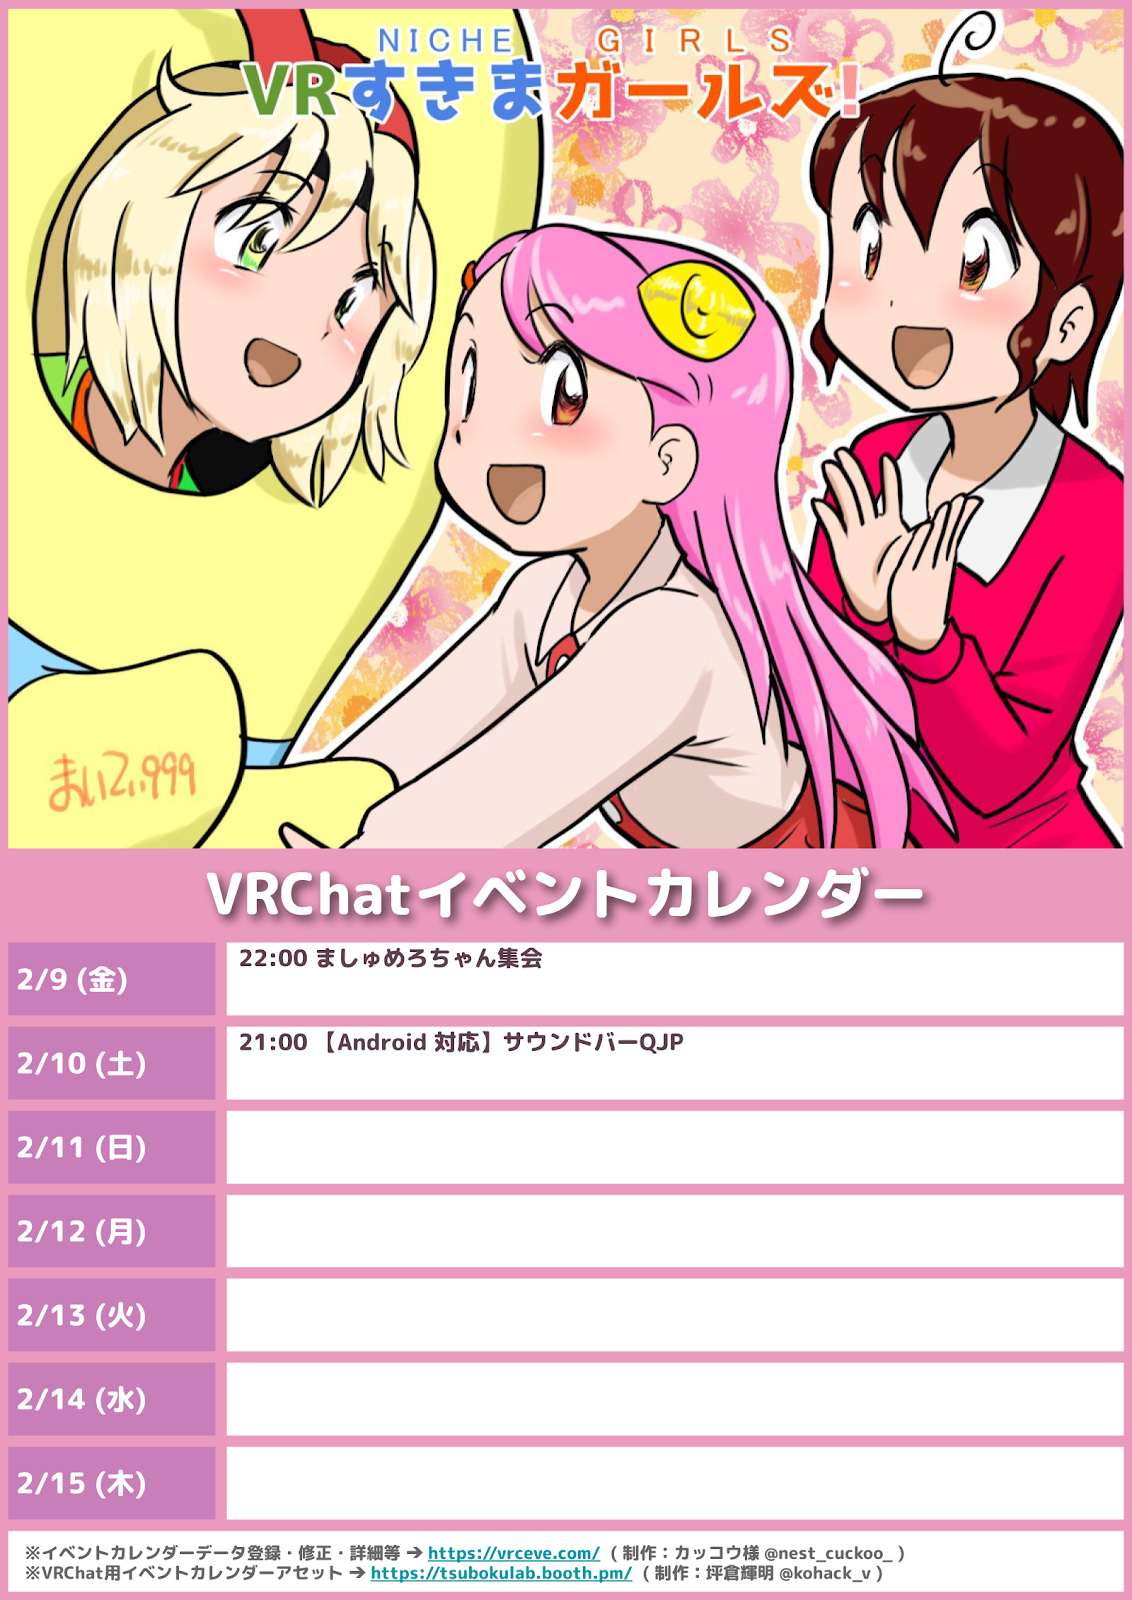 NICHE GIRLS
VRすきまガールズ!
まいてぃ999
VRChatイベントカレンダー
2/9 (金)
22:00 ましゅめろちゃん集会
2/10 (土)
21:00 【Android 対応】サウンドバーQJP
2/11 (日)
2/12 (月)
2/13 (火)
2/14 (水)
2/15 (木)
※イベントカレンダーデータ登録・修正・詳細等 ➔ https://vrceve.com/ ( 制作：カッコウ様 @nest_cuckoo_ )
※VRChat用イベントカレンダーアセット ➔ https://tsubokulab.booth.pm/ ( 制作：坪倉輝明 @kohack_v )